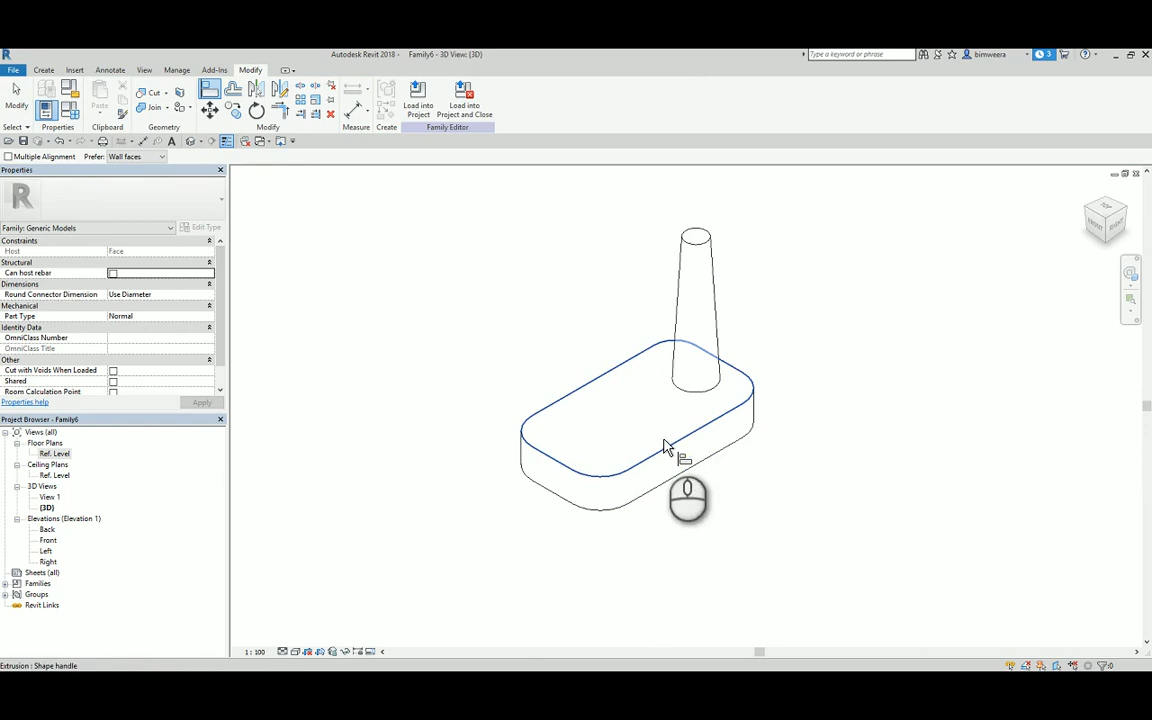 Autodesk Revit 2018 - Family6 - 3D View: {3D}
Type a keyword or phrase
bimweera
3
File Create Insert Annotate View Manage Add-Ins Modify
Modify
Paste
Cut
Join
Load into
Project
Load into
Project and Close
Select
Properties
Clipboard
Geometry
Modify
Measure
Create
Family Editor
Multiple Alignment Prefer: Wall faces
Properties
Family: Generic Models
Edit Type
Constraints
Host Face
Structural
Can host rebar
Dimensions
Round Connector Dimension Use Diameter
Mechanical
Part Type Normal
Identity Data
OmniClass Number
OmniClass Title
Other
Cut with Voids When Loaded
Shared
Room Calculation Point
Properties help
Apply
Project Browser - Family6
Views (all)
Floor Plans
Ref. Level
Ceiling Plans
Ref. Level
3D Views
View 1
{3D}
Elevations (Elevation 1)
Back
Front
Left
Right
Sheets (all)
Families
Groups
Revit Links
TOP
FRONT
RIGHT
1 : 100
Extrusion : Shape handle
:0